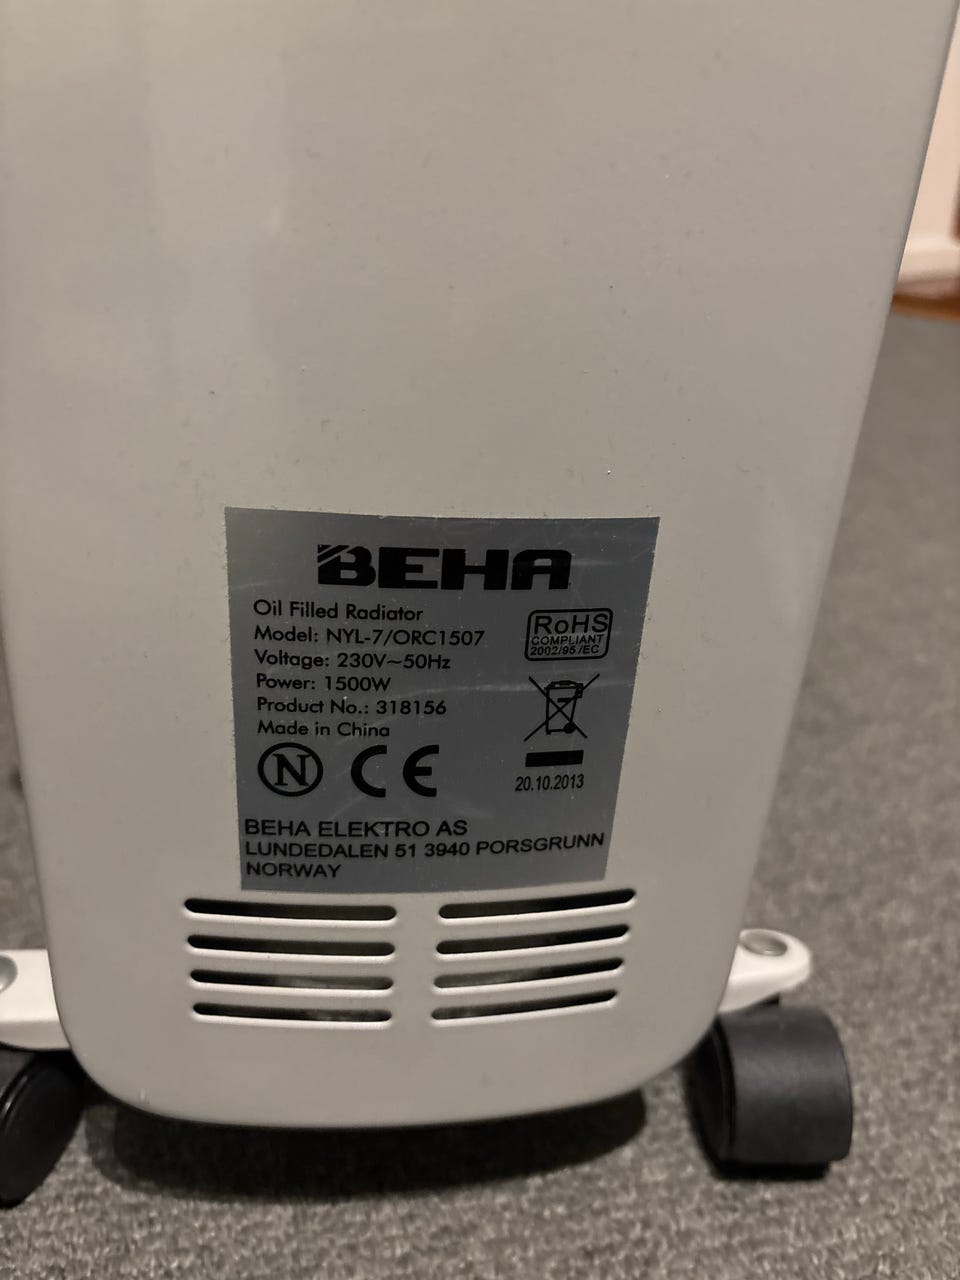 BEHA
Oil Filled Radiator
Model: NYL-7/ORC1507
Voltage: 230V~50Hz
Power: 1500W
Product No.: 318156
Made in China
RoHS
COMPLIANT
2002/95/EC
N CE
20.10.2013
BEHA ELEKTRO AS
LUNDEDALEN 51 3940 PORSGRUNN
NORWAY